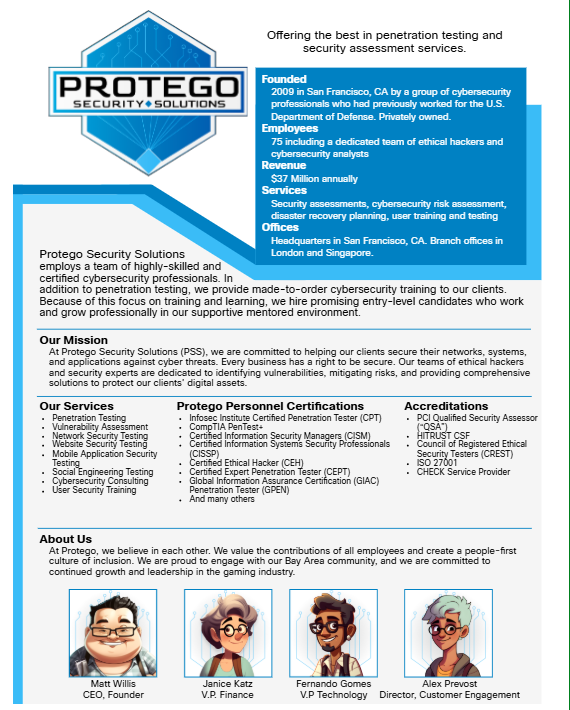 PROTEGO
SECURITY SOLUTIONS
Offering the best in penetration testing and
security assessment services.
Founded
2009 in San Francisco, CA by a group of cybersecurity
professionals who had previously worked for the U.S.
Department of Defense. Privately owned.
Employees
75 including a dedicated team of ethical hackers and
cybersecurity analysts
Revenue
$37 Million annually
Services
Security assessments, cybersecurity risk assessment,
disaster recovery planning, user training and testing
Offices
Headquarters in San Francisco, CA. Branch offices in
London and Singapore.
Protego Security Solutions
employs a team of highly-skilled and
certified cybersecurity professionals. In
addition to penetration testing, we provide made-to-order cybersecurity training to our clients.
Because of this focus on training and learning, we hire promising entry-level candidates who work
and grow professionally in our supportive mentored environment.
Our Mission
At Protego Security Solutions (PSS), we are committed to helping our clients secure their networks, systems,
and applications against cyber threats. Every business has a right to be secure. Our teams of ethical hackers
and security experts are dedicated to identifying vulnerabilities, mitigating risks, and providing comprehensive
solutions to protect our clients' digital assets.
Our Services
• Penetration Testing
• Vulnerability Assessment
• Network Security Testing
• Website Security Testing
• Mobile Application Security
Testing
• Social Engineering Testing
• Cybersecurity Consulting
• User Security Training
Protego Personnel Certifications
• Infosec Institute Certified Penetration Tester (CPT)
• CompTIA PenTest+
• Certified Information Security Managers (CISM)
• Certified Information Systems Security Professionals
(CISSP)
• Certified Ethical Hacker (CEH)
• Certified Expert Penetration Tester (CEPT)
• Global Information Assurance Certification (GIAC)
Penetration Tester (GPEN)
• And many others
Accreditations
• PCI Qualified Security Assessor
("QSA")
• HITRUST CSF
• Council of Registered Ethical
Security Testers (CREST)
• ISO 27001
• CHECK Service Provider
About Us
At Protego, we believe in each other. We value the contributions of all employees and create a people-first
culture of inclusion. We are proud to engage with our Bay Area community, and we are committed to
continued growth and leadership in the gaming industry.
Matt Willis
CEO, Founder
Janice Katz
V.P. Finance
Fernando Gomes
V.P Technology
Alex Prevost
Director, Customer Engagement